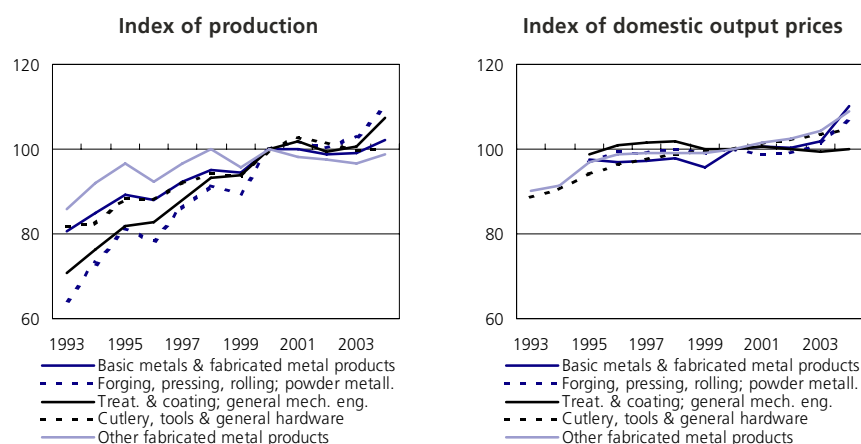 Index of production
120
100
80
60
1993 1995 1997 1999 2001 2003
Basic metals & fabricated metal products
Forging, pressing, rolling; powder metall.
Treat. & coating; general mech. eng.
Cutlery, tools & general hardware
Other fabricated metal products
Index of domestic output prices
120
100
80
60
1993 1995 1997 1999 2001 2003
Basic metals & fabricated metal products
Forging, pressing, rolling; powder metall.
Treat. & coating; general mech. eng.
Cutlery, tools & general hardware
Other fabricated metal products